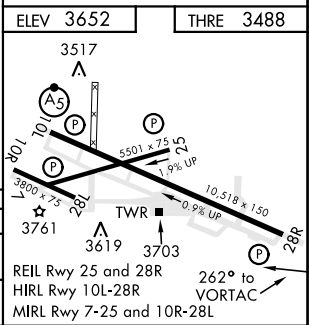 ELEV 3652
THRE 3488
3517
A5
P
P
10L
10R
P
5501 x 75
25
1.9% UP
3800 x 75
28L
10,518 x 150
0.9% UP
28R
V
3761
3619
TWR
3703
P
REIL Rwy 25 and 28R
HIRL Rwy 10L-28R
MIRL Rwy 7-25 and 10R-28L
262° to
VORTAC